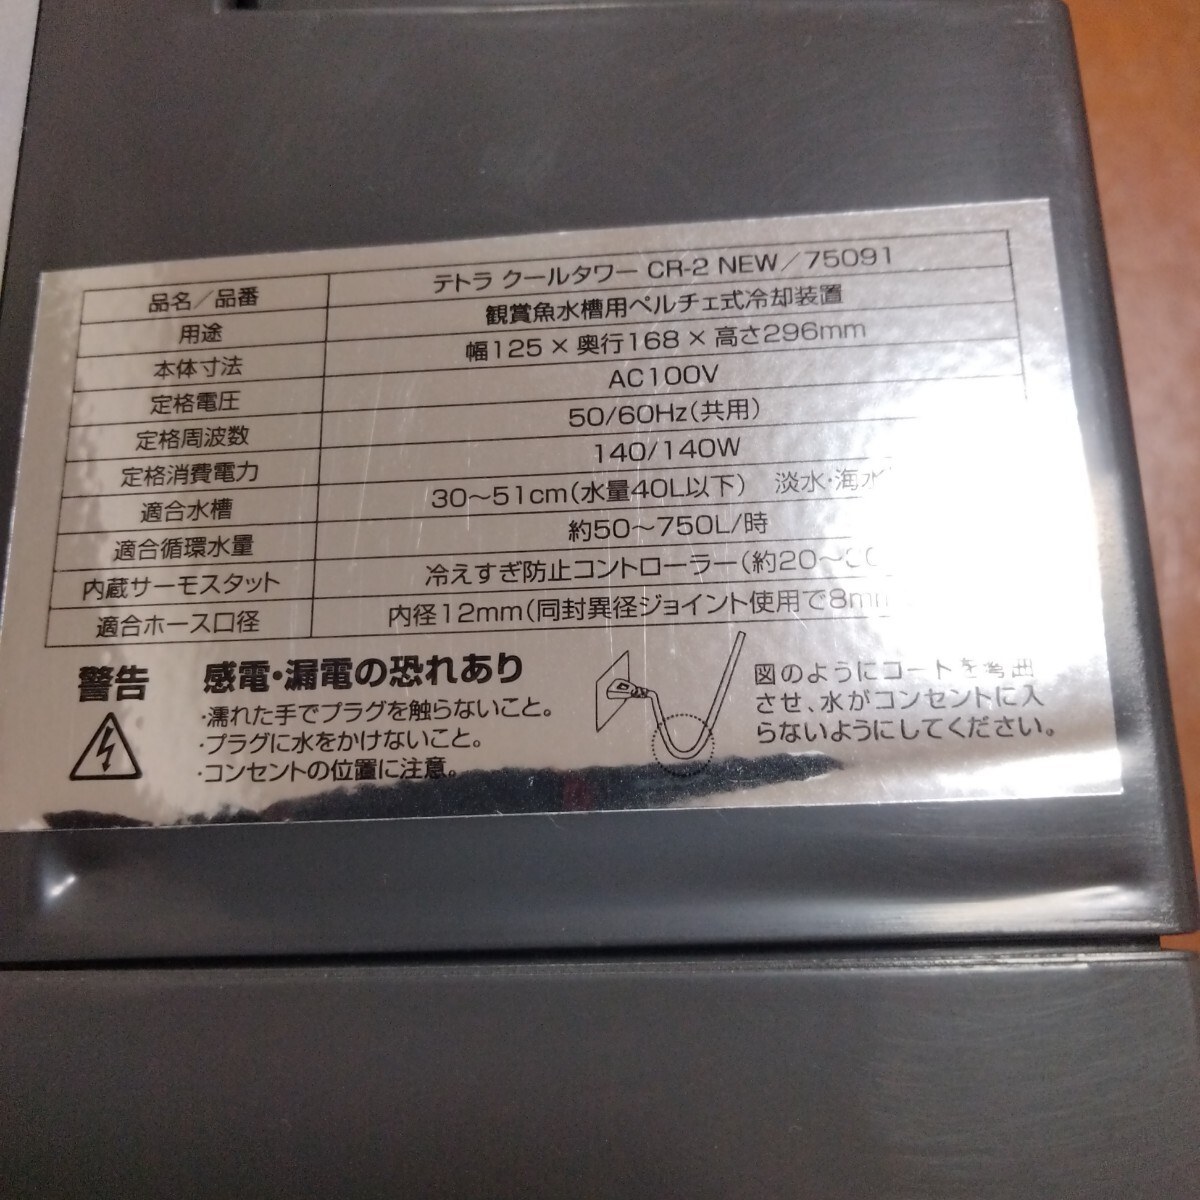 品名／品番 テトラ クールタワー CR-2 NEW／75091
用途 観賞魚水槽用ペルチェ式冷却装置
本体寸法 幅125×奥行168×高さ296mm
定格電圧 AC100V
定格周波数 50/60Hz(共用)
定格消費電力 140/140W
適合水槽 30〜51cm(水量40L以下) 淡水・海水
適合循環水量 約50〜750L/時
内蔵サーモスタット 冷えすぎ防止コントローラー(約20〜
適合ホース口径 内径12mm(同封異径ジョイント使用で8mm
警告 感電・漏電の恐れあり
・濡れた手でプラグを触らないこと。
・プラグに水をかけないこと。
・コンセントの位置に注意。
図のようにコードを弯曲
させ、水がコンセントに入
らないようにしてください。